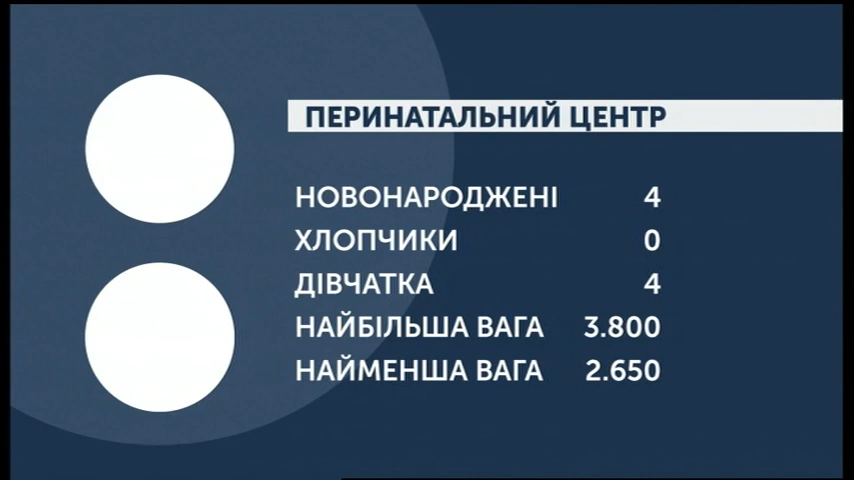 ПЕРИНАТАЛЬНИЙ ЦЕНТР
НОВОНАРОДЖЕНІ 4
ХЛОПЧИКИ 0
ДІВЧАТКА 4
НАЙБІЛЬША ВАГА 3.800
НАЙМЕНША ВАГА 2.650